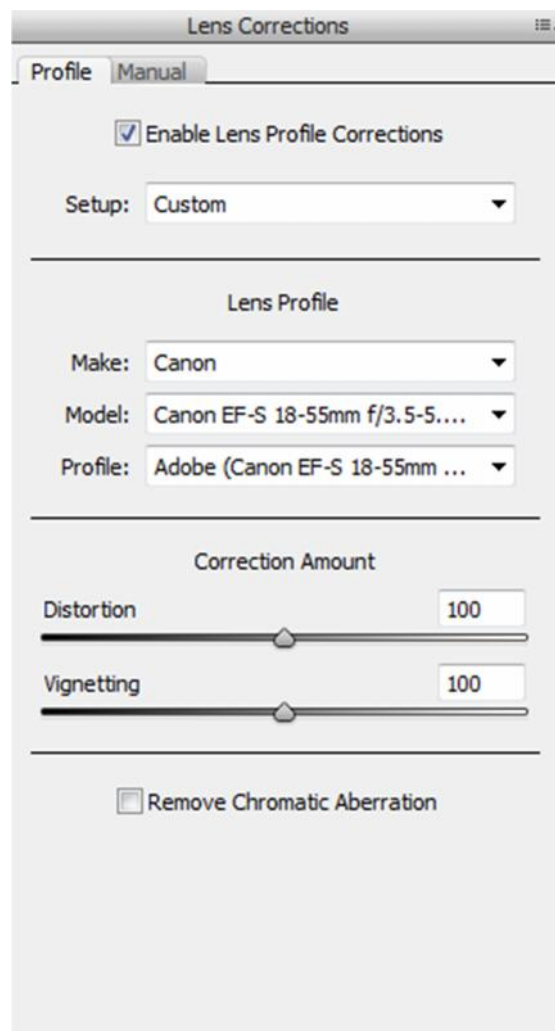 Lens Corrections
Profile Manual
Enable Lens Profile Corrections
Setup: Custom
Lens Profile
Make: Canon
Model: Canon EF-S 18-55mm f/3.5-5....
Profile: Adobe (Canon EF-S 18-55mm ...
Correction Amount
Distortion 100
Vignetting 100
Remove Chromatic Aberration